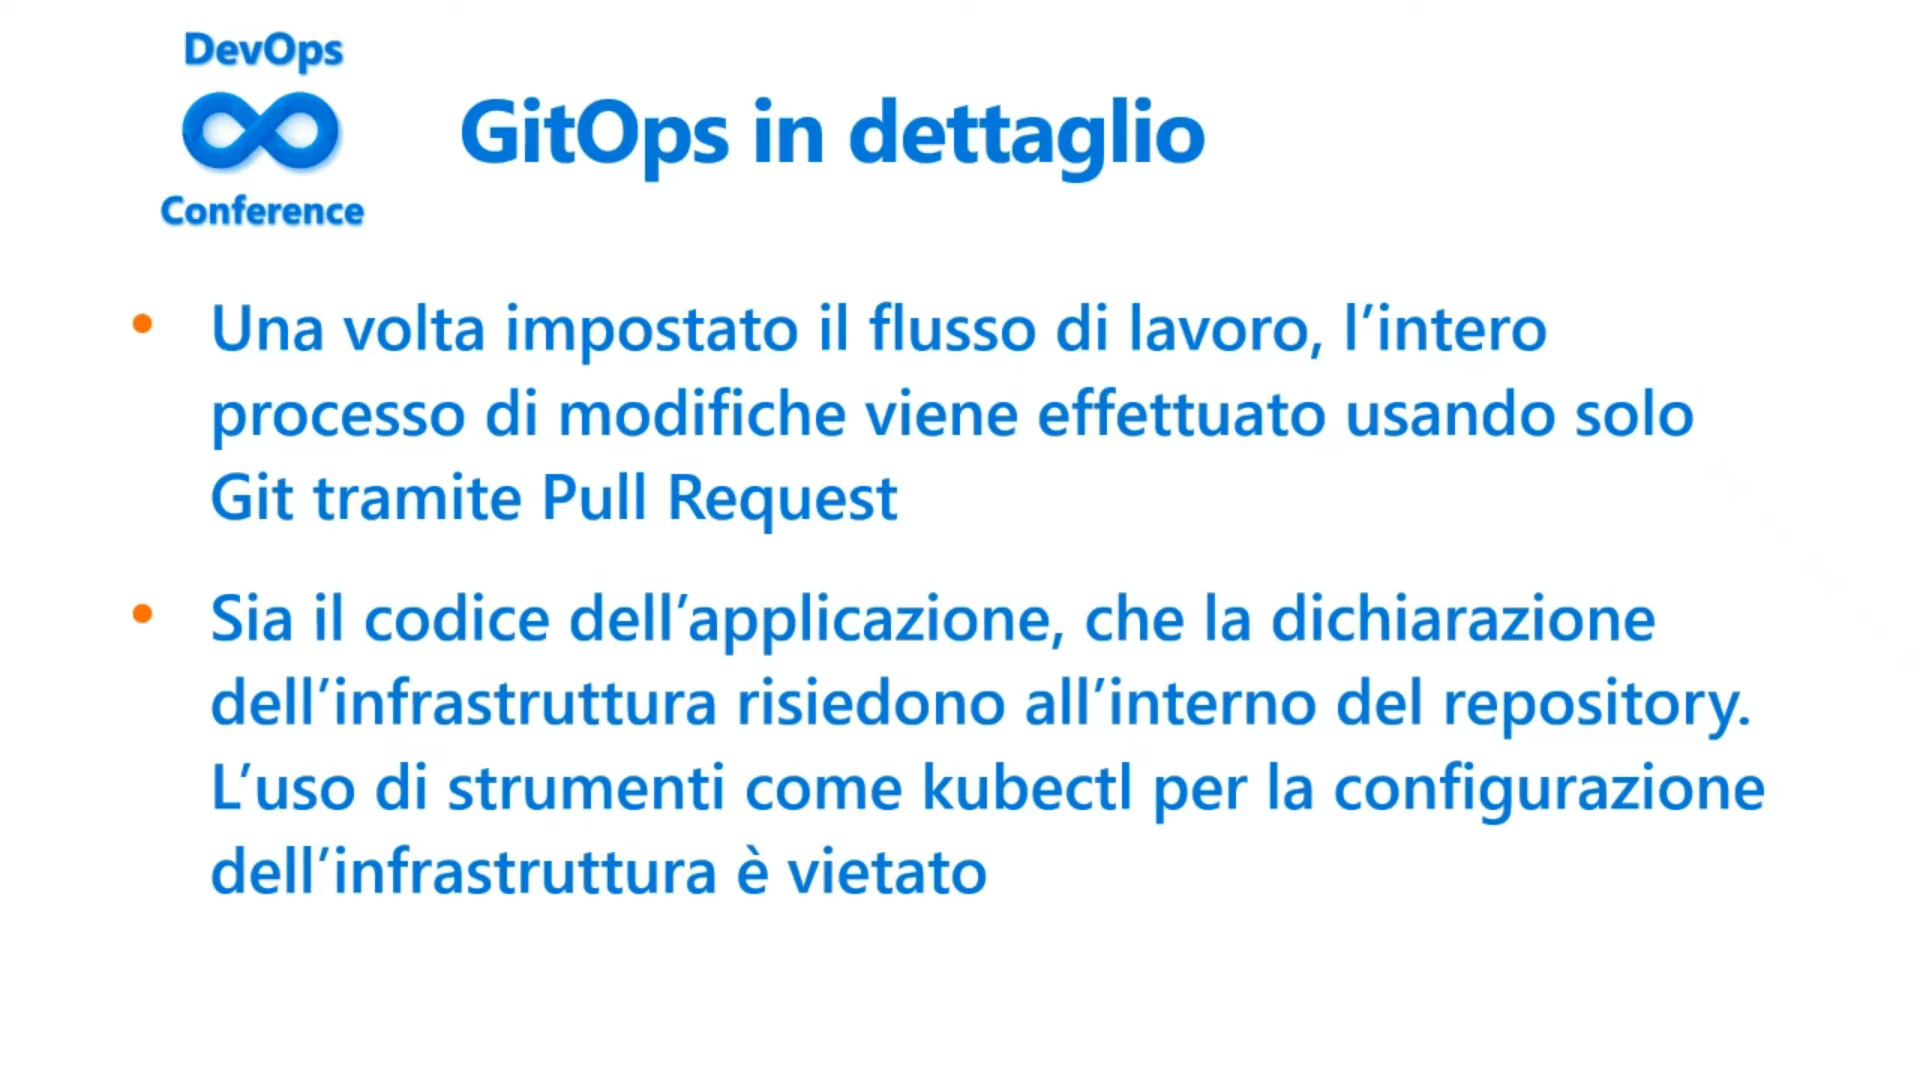 DevOps
Conference
GitOps in dettaglio
• Una volta impostato il flusso di lavoro, l’intero
processo di modifiche viene effettuato usando solo
Git tramite Pull Request
• Sia il codice dell’applicazione, che la dichiarazione
dell’infrastruttura risiedono all’interno del repository.
L’uso di strumenti come kubectl per la configurazione
dell’infrastruttura è vietato